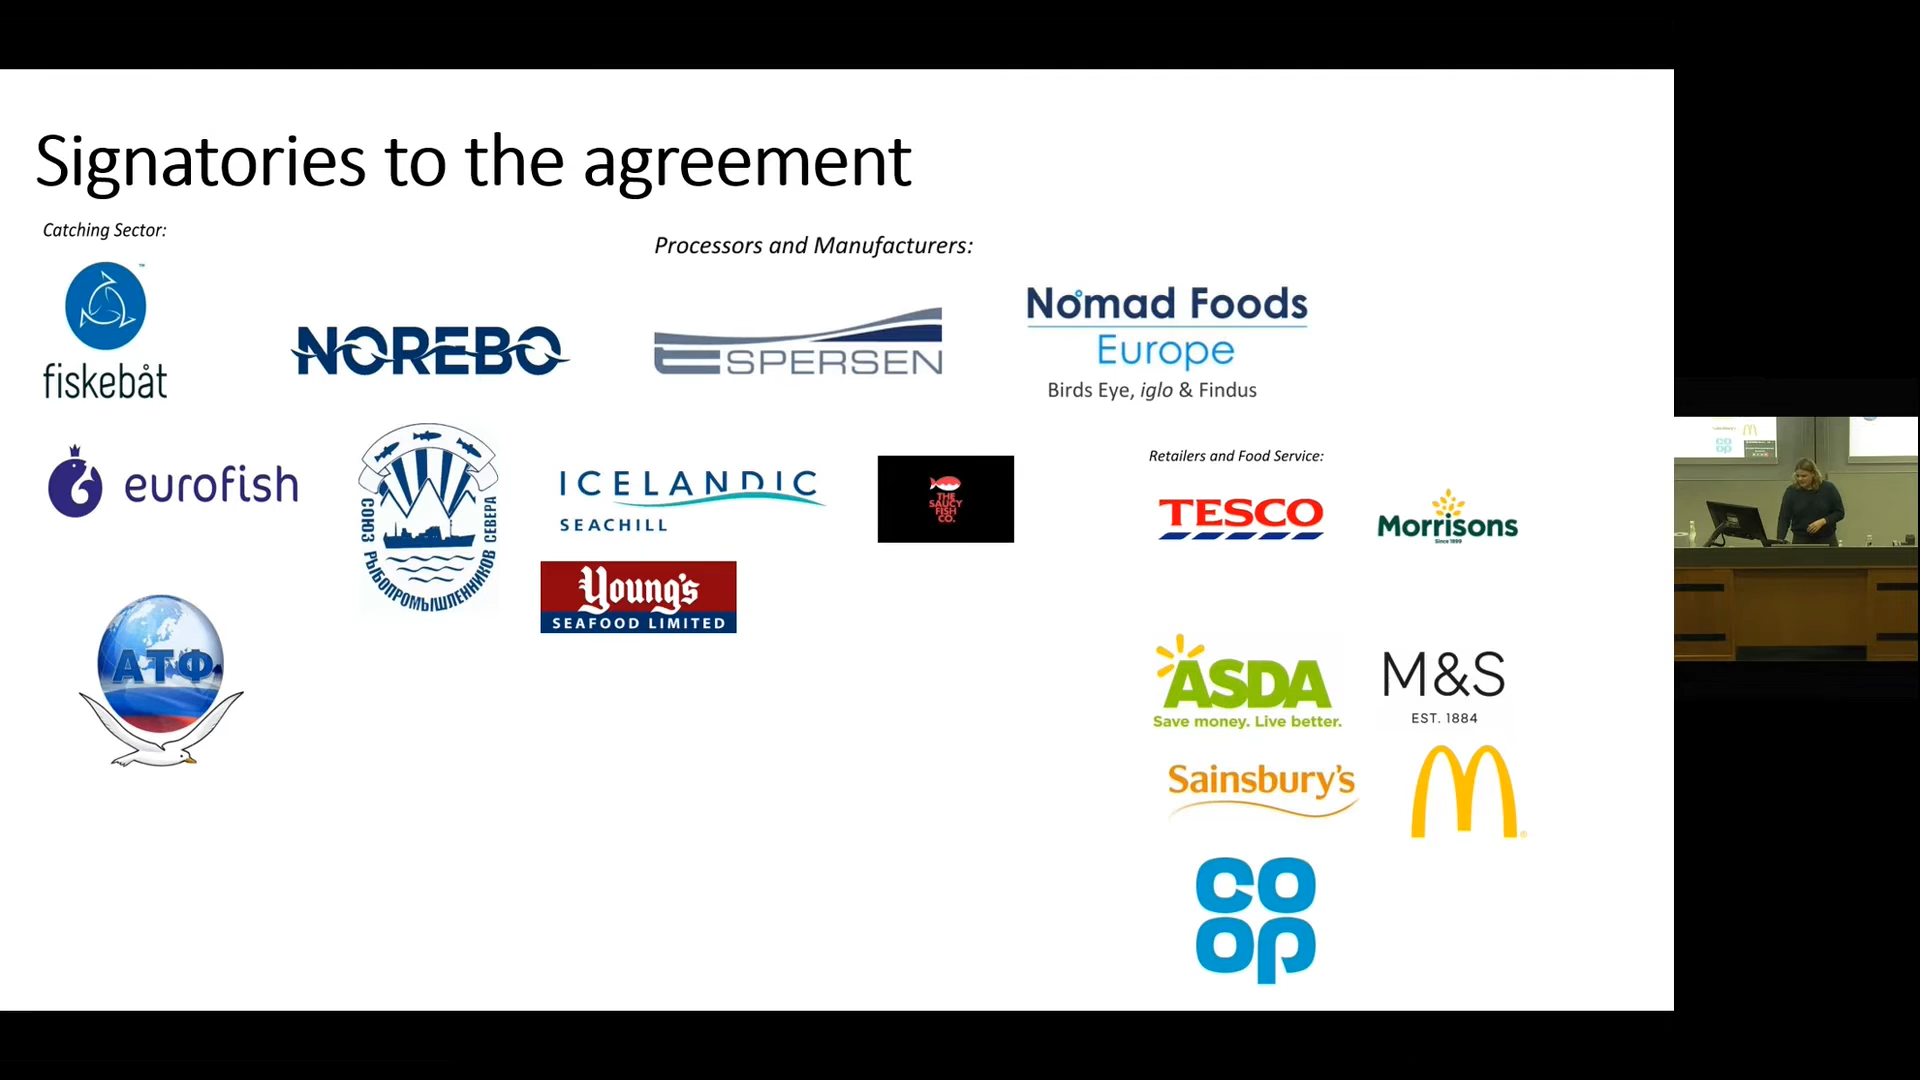 Signatories to the agreement
Catching Sector:
fiskebåt
NOREBO
eurofish
СОЮЗ РЫБОПРОМЫШЛЕННИКОВ СЕВЕРА
АТФ
Processors and Manufacturers:
ESPERSEN
Nomad Foods
Europe
Birds Eye, iglo & Findus
ICELANDIC
SEACHILL
THE
SAUCY
FISH
CO.
Young's
SEAFOOD LIMITED
Retailers and Food Service:
TESCO
Morrisons
Since 1899
ASDA
Save money. Live better.
M&S
EST. 1884
Sainsbury's
M
co
op